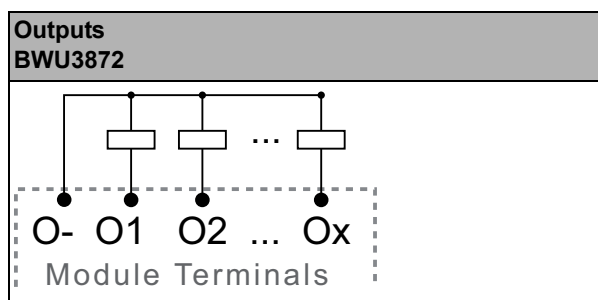 Outputs
BWU3872
...
O- O1 O2 ... Ox
Module Terminals